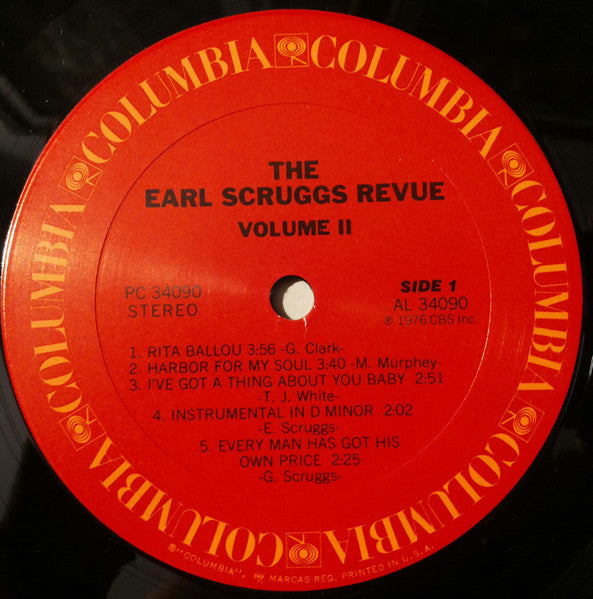 COLUMBIA COLUMBIA COLUMBIA COLUMBIA COLUMBIA COLUMBIA COLUMBIA COLUMBIA
THE
EARL SCRUGGS REVUE
VOLUME II
PC 34090
STEREO
SIDE 1
AL 34090
℗ 1976 CBS Inc.
1. RITA BALLOU 3:56 -G. Clark-
2. HARBOR FOR MY SOUL 3:40 -M. Murphey-
3. I'VE GOT A THING ABOUT YOU BABY 2:51
-T. J. White-
4. INSTRUMENTAL IN D MINOR 2:02
-E. Scruggs-
5. EVERY MAN HAS GOT HIS
OWN PRICE 2:25
-G. Scruggs-
®"COLUMBIA", MARCAS REG. PRINTED IN U.S.A.